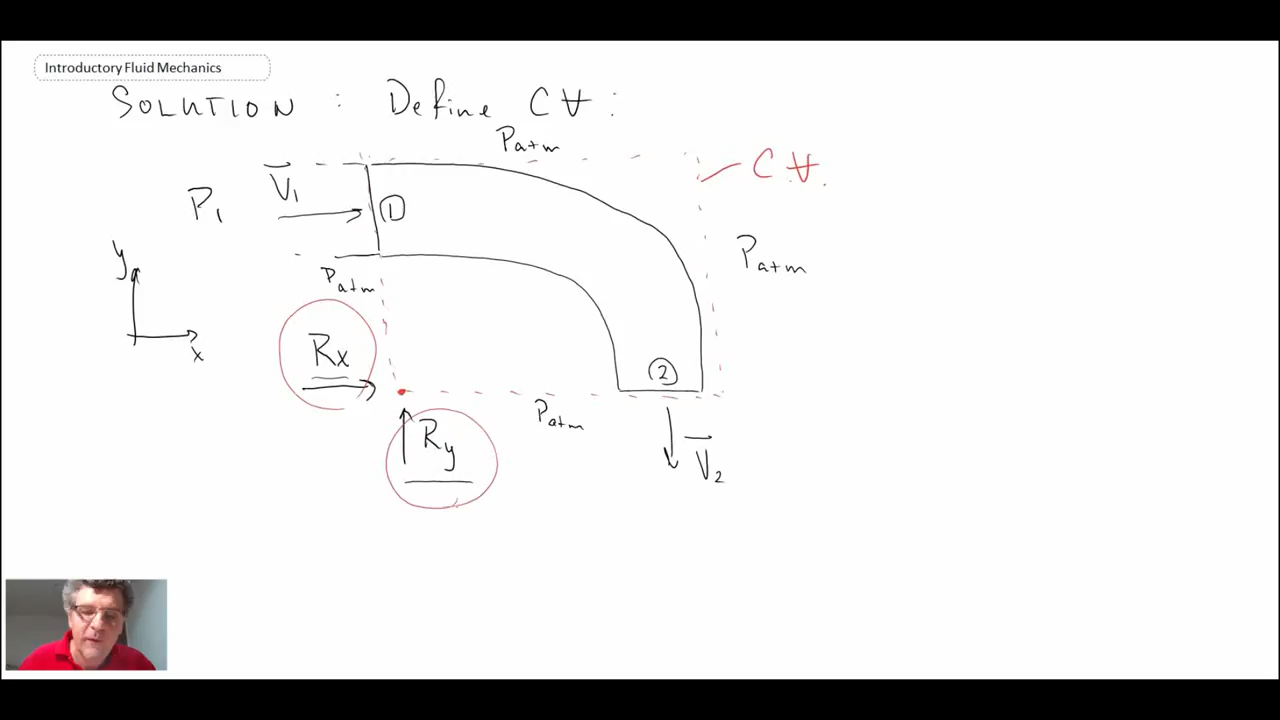 Introductory Fluid Mechanics
SOLUTION : Define C∀ :
Patm
C∀.
V1
P1
①
y
Patm
Patm
x
Rx
②
Patm
Ry
V2